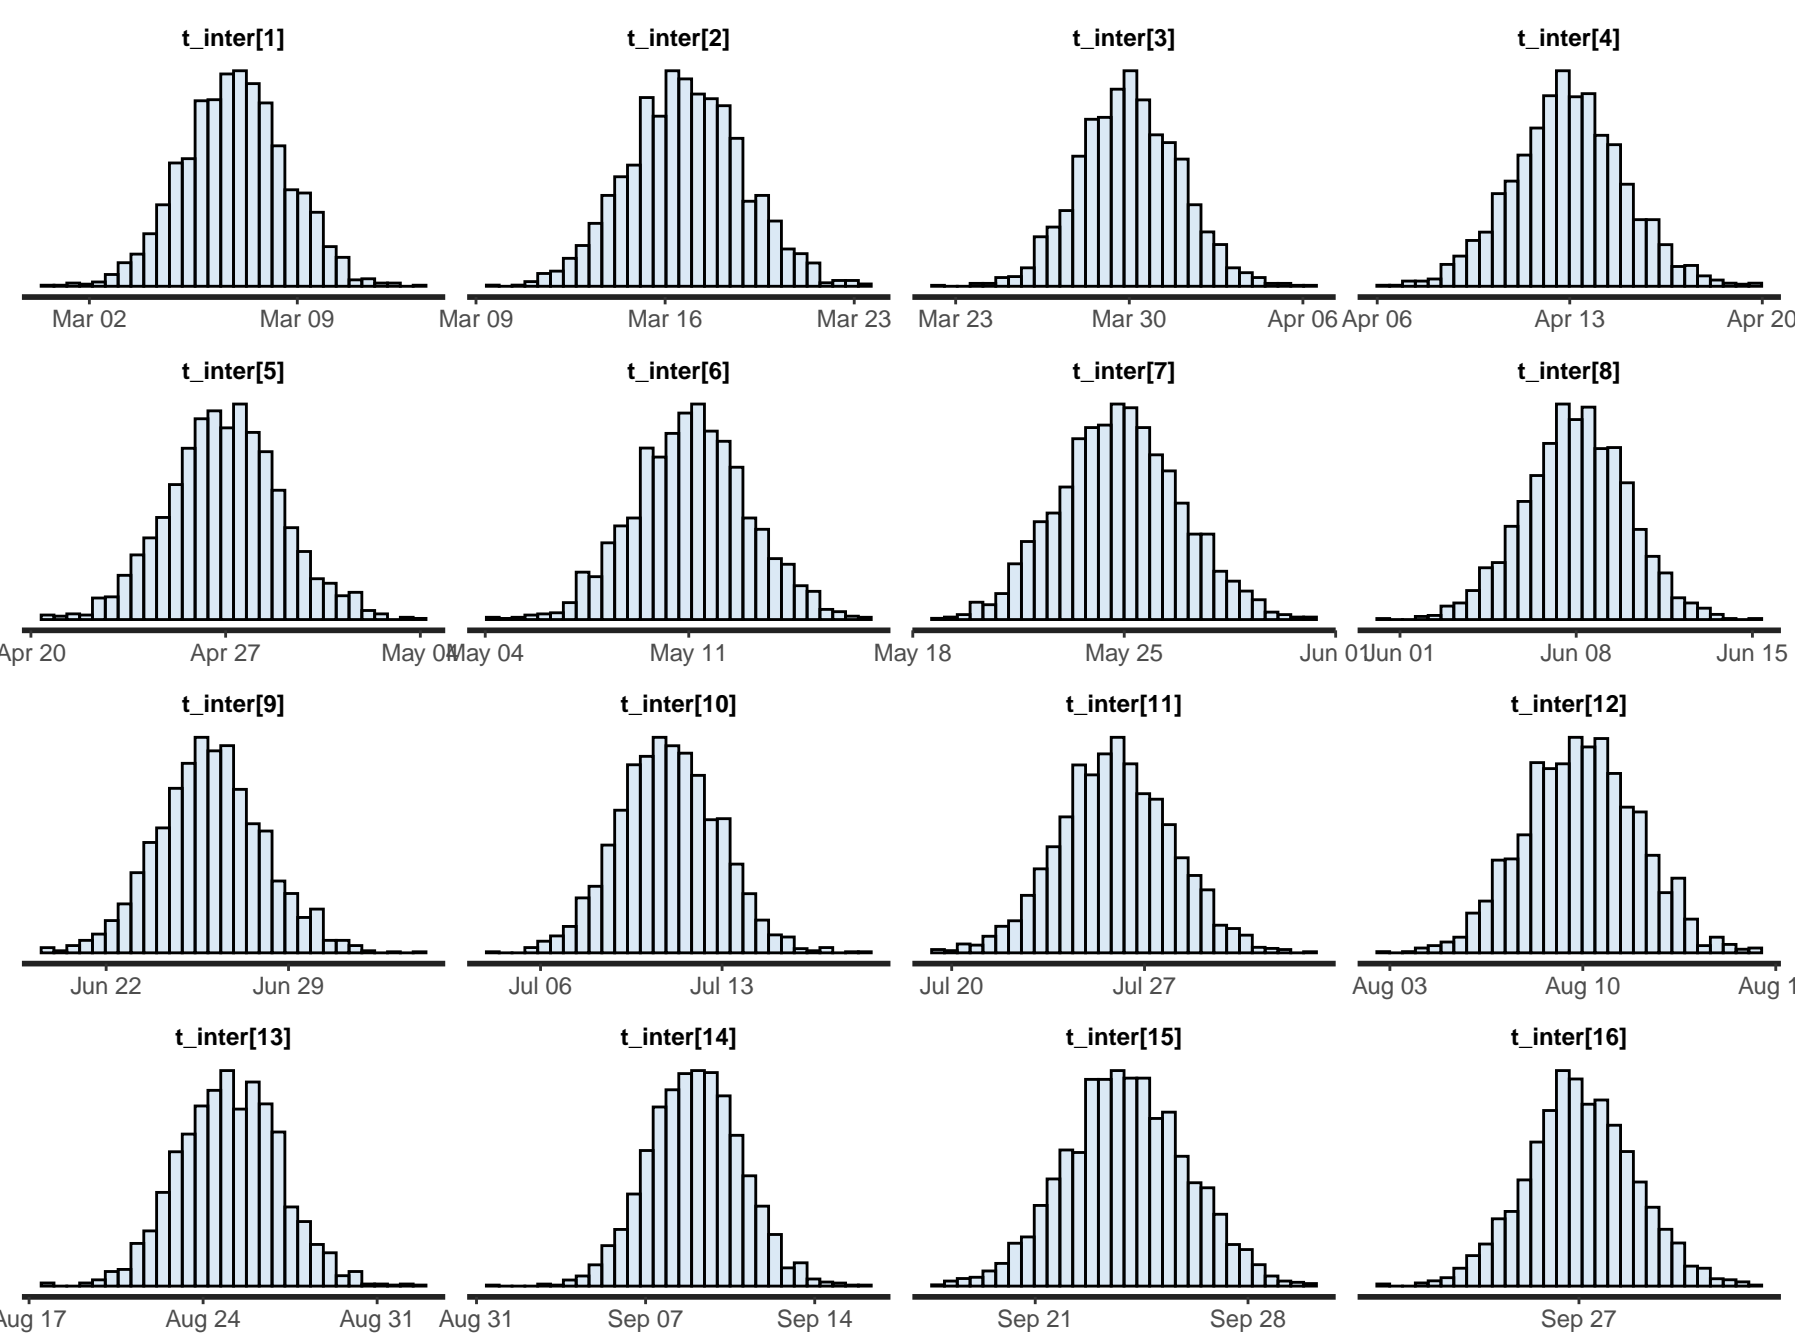 t_inter[1] t_inter[2] t_inter[3] t_inter[4]
Mar 02 Mar 09 Mar 09 Mar 16 Mar 23 Mar 23 Mar 30 Apr 06 Apr 06 Apr 13 Apr 20
t_inter[5] t_inter[6] t_inter[7] t_inter[8]
Apr 20 Apr 27 May 04 May 04 May 11 May 18 May 25 Jun 01 Jun 01 Jun 08 Jun 15
t_inter[9] t_inter[10] t_inter[11] t_inter[12]
Jun 22 Jun 29 Jul 06 Jul 13 Jul 20 Jul 27 Aug 03 Aug 10 Aug 1
t_inter[13] t_inter[14] t_inter[15] t_inter[16]
Aug 17 Aug 24 Aug 31 Aug 31 Sep 07 Sep 14 Sep 21 Sep 28 Sep 27